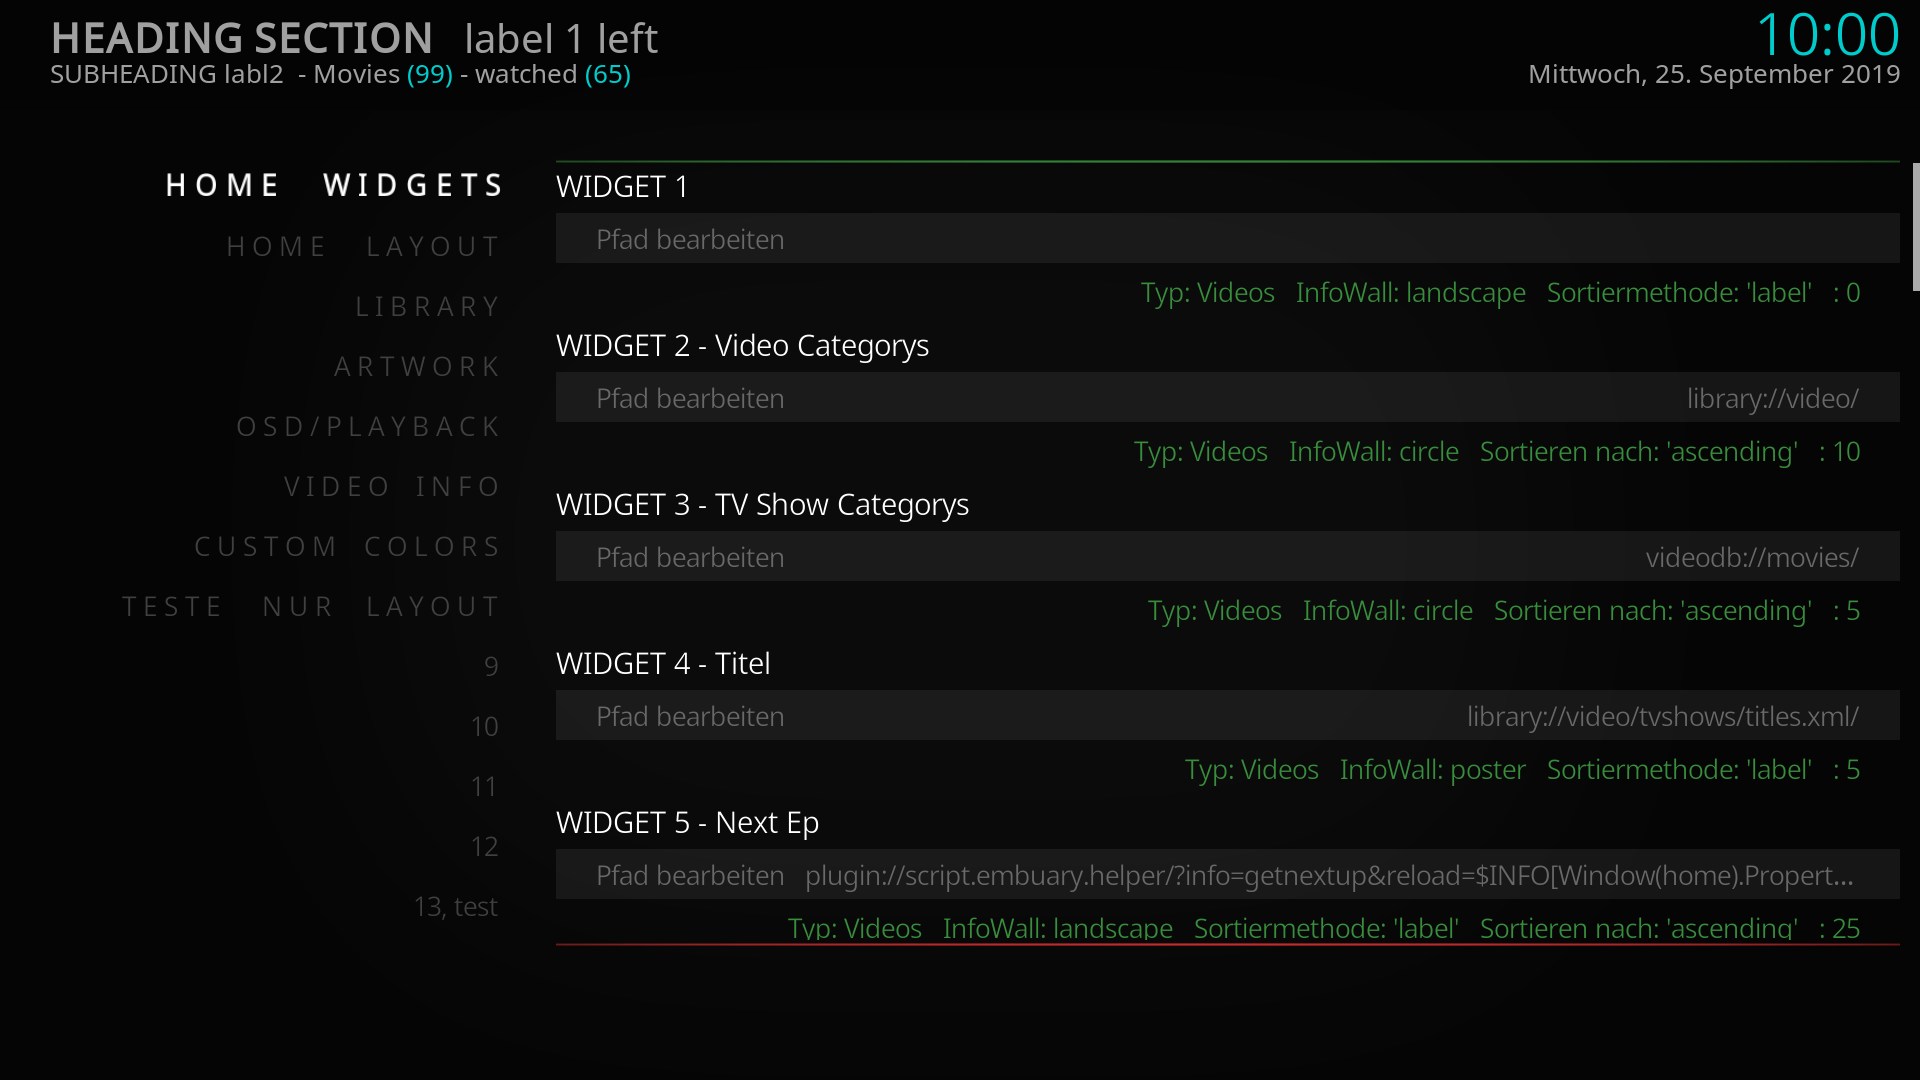 HEADING SECTION label 1 left
10:00
SUBHEADING labl2 - Movies (99) - watched (65)
Mittwoch, 25. September 2019
HOME WIDGETS
HOME LAYOUT
LIBRARY
ARTWORK
OSD/PLAYBACK
VIDEO INFO
CUSTOM COLORS
TESTE NUR LAYOUT
9
10
11
12
13, test
WIDGET 1
Pfad bearbeiten
Typ: Videos InfoWall: landscape Sortiermethode: 'label' : 0
WIDGET 2 - Video Categorys
Pfad bearbeiten library://video/
Typ: Videos InfoWall: circle Sortieren nach: 'ascending' : 10
WIDGET 3 - TV Show Categorys
Pfad bearbeiten videodb://movies/
Typ: Videos InfoWall: circle Sortieren nach: 'ascending' : 5
WIDGET 4 - Titel
Pfad bearbeiten library://video/tvshows/titles.xml/
Typ: Videos InfoWall: poster Sortiermethode: 'label' : 5
WIDGET 5 - Next Ep
Pfad bearbeiten plugin://script.embuary.helper/?info=getnextup&reload=$INFO[Window(home).Propert...
Typ: Videos InfoWall: landscape Sortiermethode: 'label' Sortieren nach: 'ascending' : 25